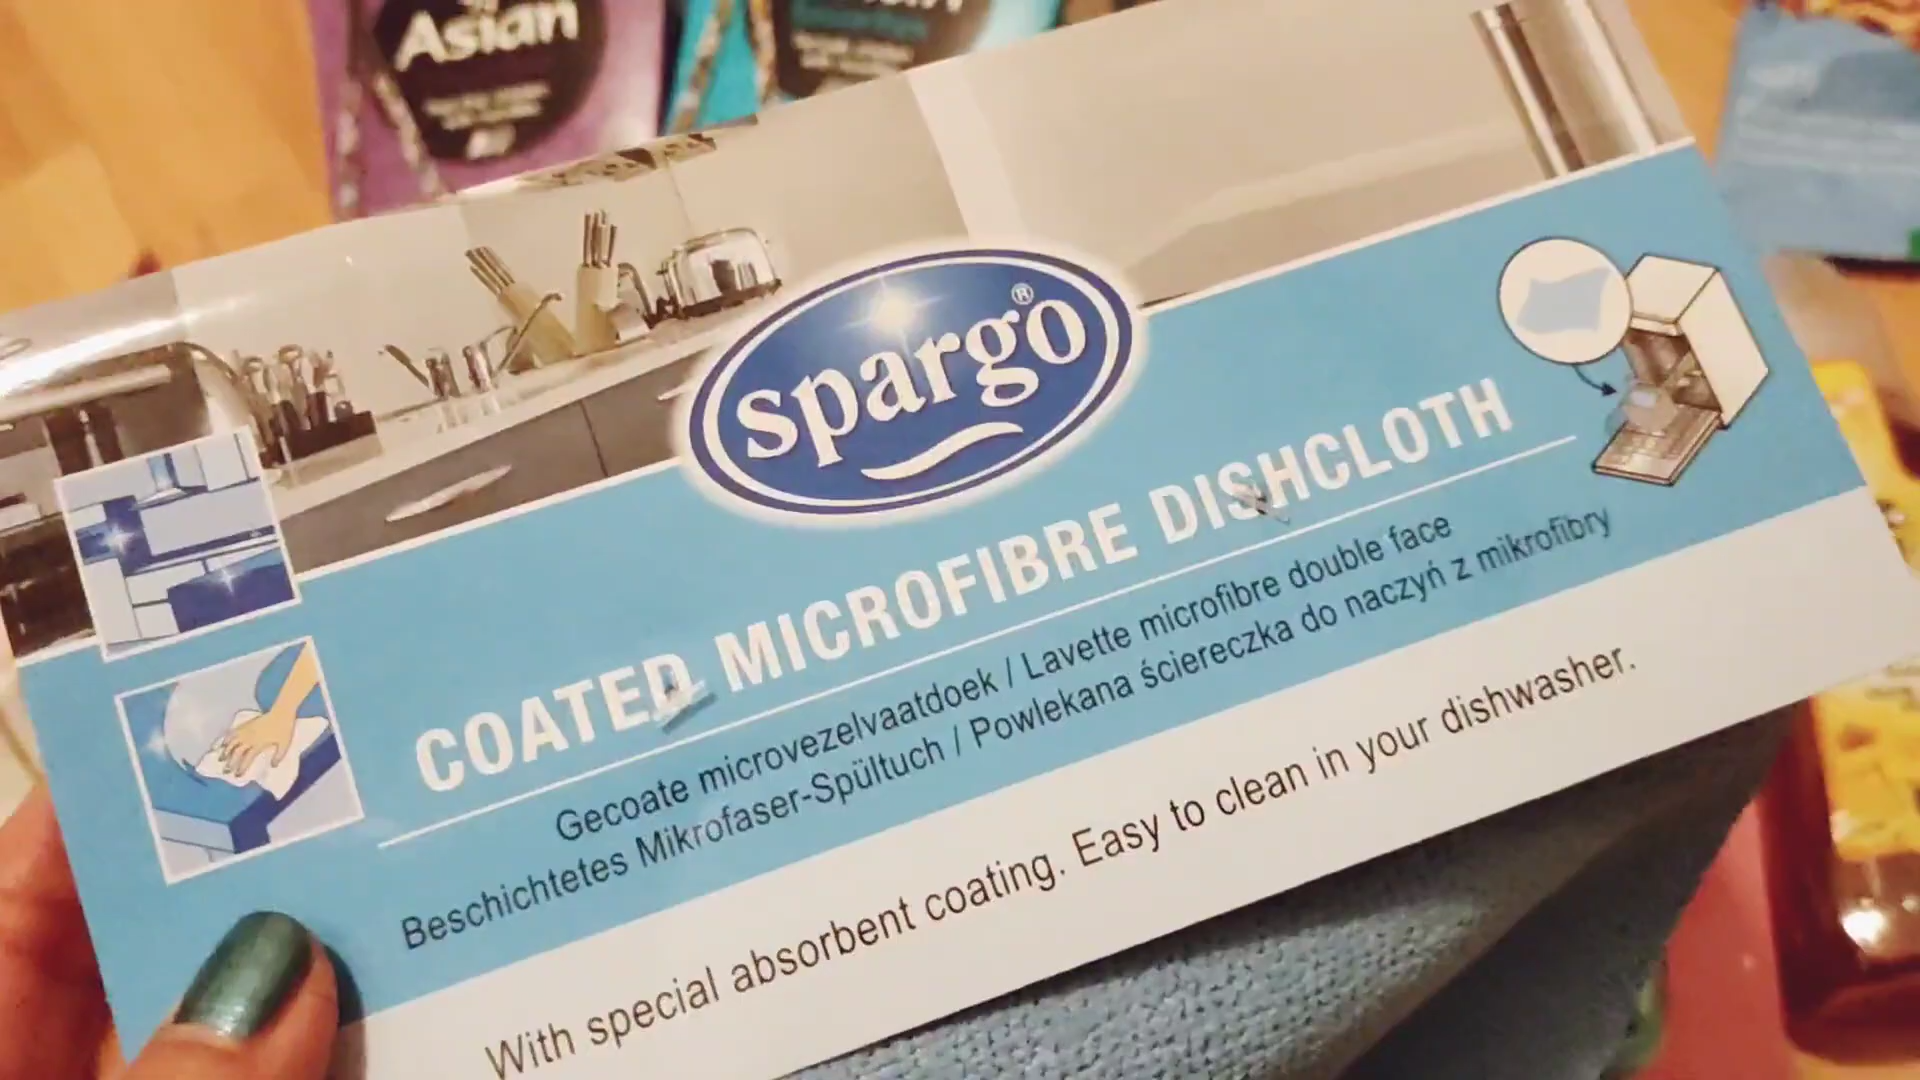 Asian
spargo®
COATED MICROFIBRE DISHCLOTH
Gecoate microvezelvaatdoek / Lavette microfibre double face
Beschichtetes Mikrofaser-Spültuch / Powlekana ściereczka do naczyń z mikrofibry
With special absorbent coating. Easy to clean in your dishwasher.